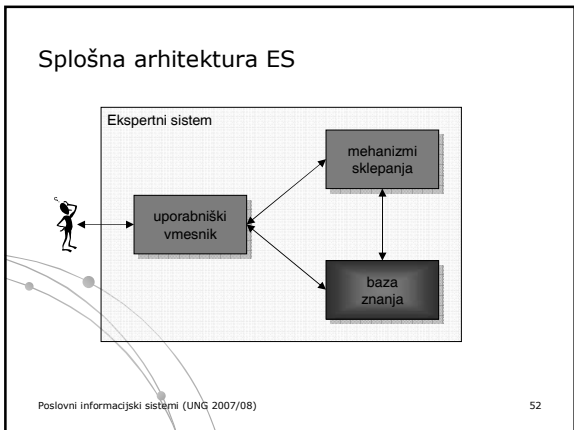 Splošna arhitektura ES
Ekspertni sistem
mehanizmi
sklepanja
uporabniški
vmesnik
baza
znanja
Poslovni informacijski sistemi (UNG 2007/08)
52